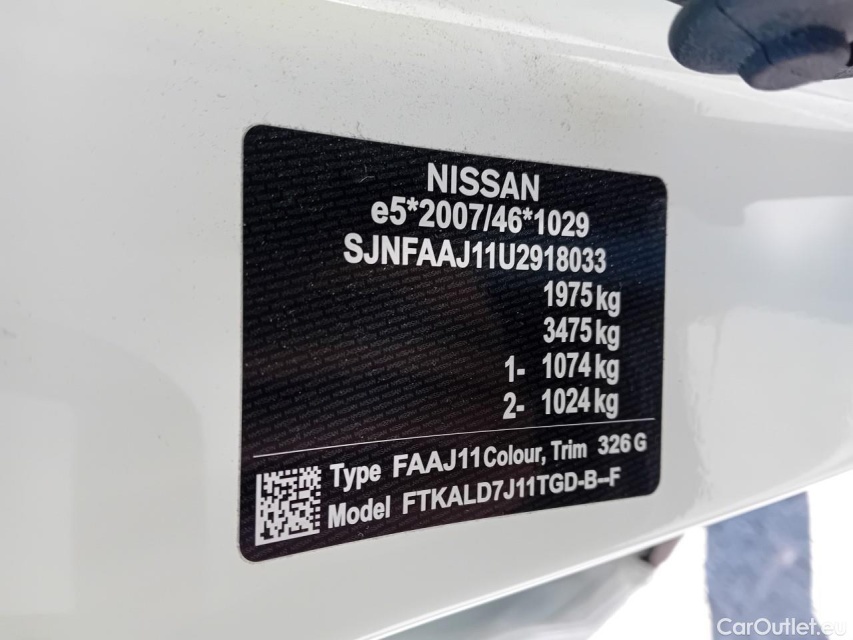 NISSAN
e5*2007/46*1029
SJNFAAJ11U2918033
1975 kg
3475 kg
1- 1074 kg
2- 1024 kg
Type FAAJ11 Colour, Trim 326 G
Model FTKALD7J11TGD-B--F
CarOutlet.eu